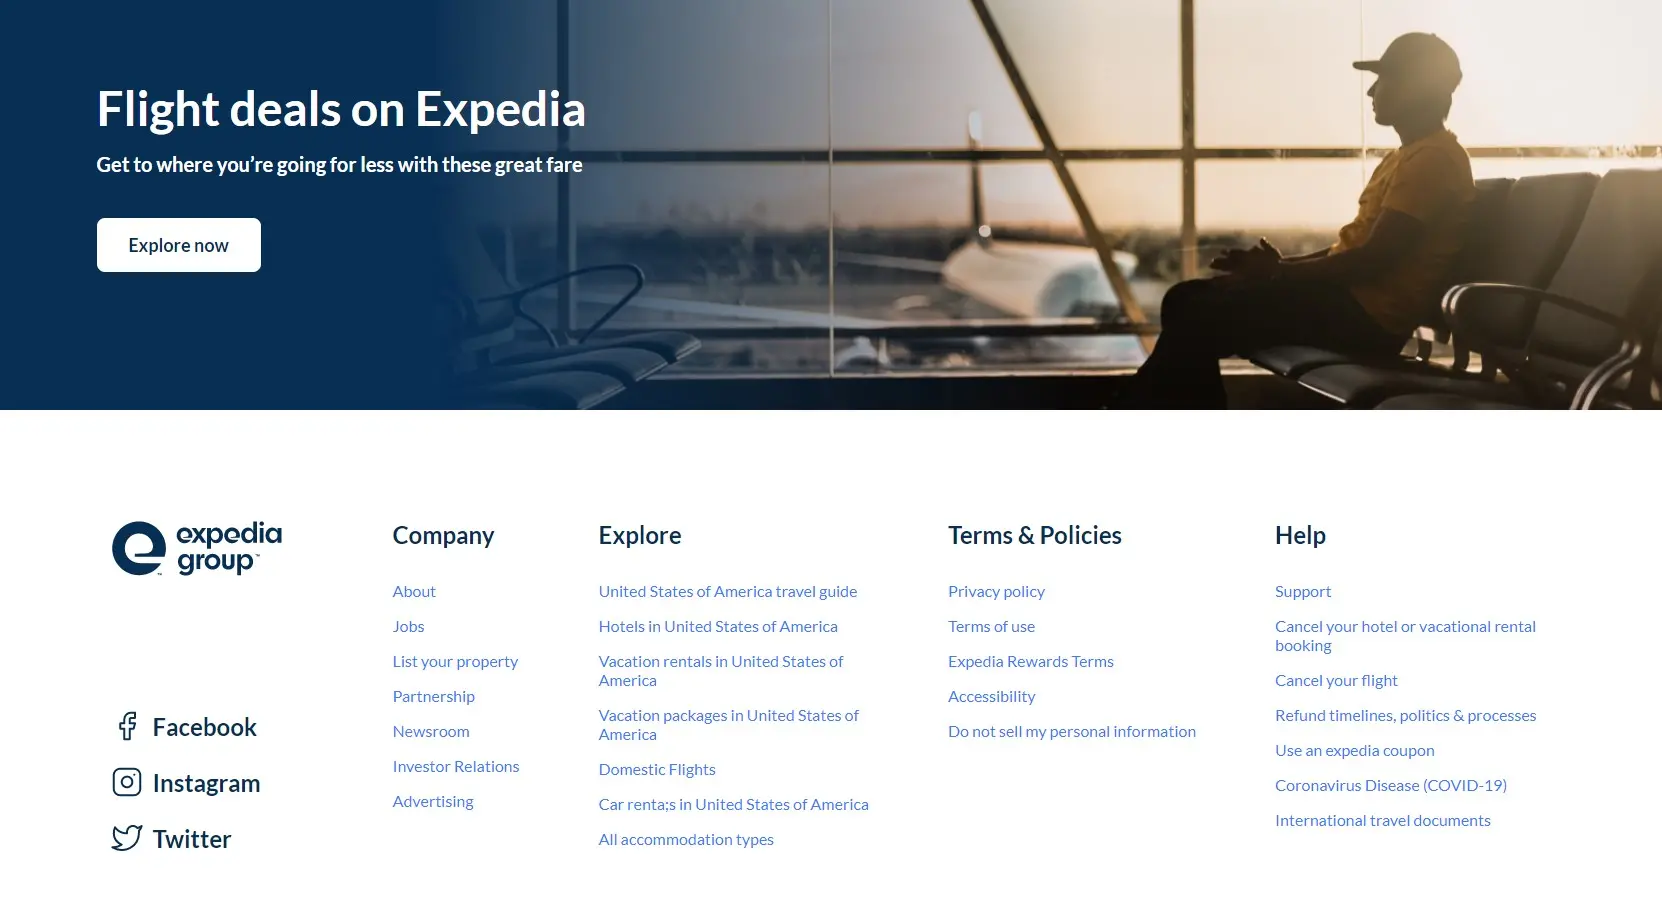 Flight deals on Expedia
Get to where you’re going for less with these great fare
Explore now
expedia
group™
Facebook
Instagram
Twitter
Company
About
Jobs
List your property
Partnership
Newsroom
Investor Relations
Advertising
Explore
United States of America travel guide
Hotels in United States of America
Vacation rentals in United States of
America
Vacation packages in United States of
America
Domestic Flights
Car renta;s in United States of America
All accommodation types
Terms & Policies
Privacy policy
Terms of use
Expedia Rewards Terms
Accessibility
Do not sell my personal information
Help
Support
Cancel your hotel or vacational rental
booking
Cancel your flight
Refund timelines, politics & processes
Use an expedia coupon
Coronavirus Disease (COVID-19)
International travel documents